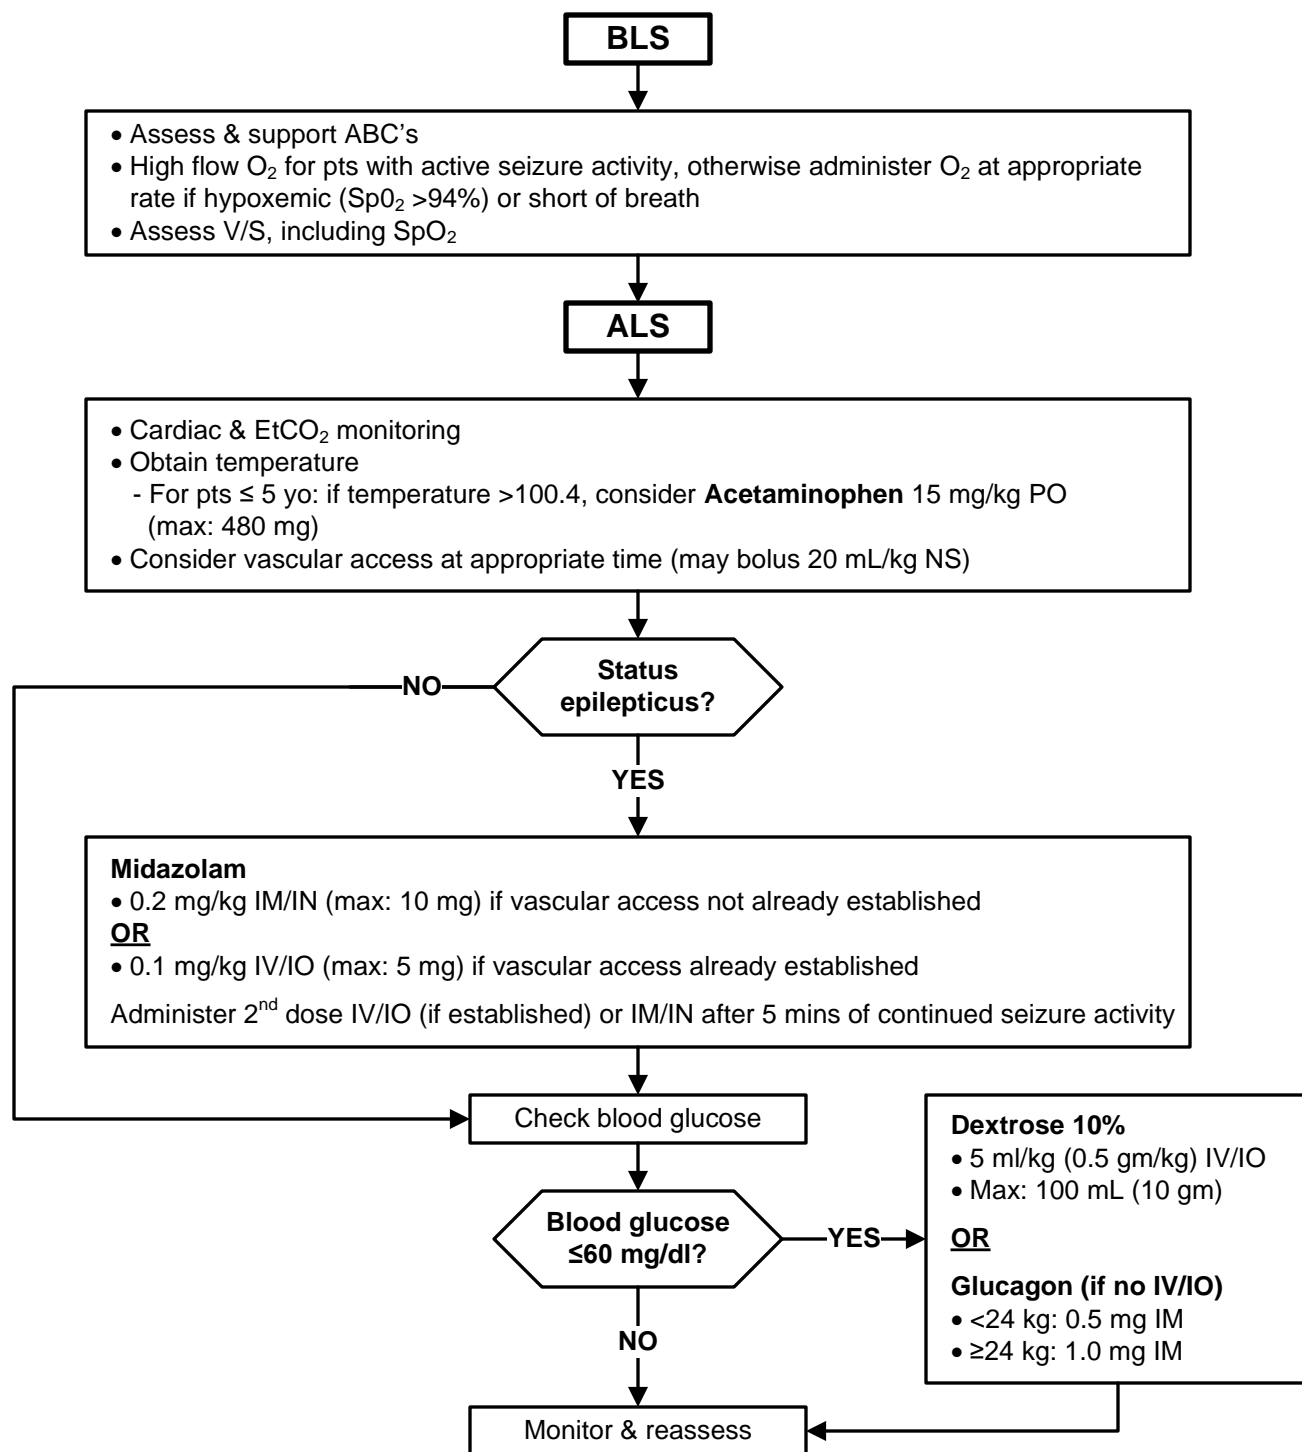 BLS
• Assess & support ABC's
• High flow O₂ for pts with active seizure activity, otherwise administer O₂ at appropriate
rate if hypoxemic (Sp0₂ >94%) or short of breath
• Assess V/S, including SpO₂
ALS
• Cardiac & EtCO₂ monitoring
• Obtain temperature
- For pts ≤ 5 yo: if temperature >100.4, consider Acetaminophen 15 mg/kg PO
(max: 480 mg)
• Consider vascular access at appropriate time (may bolus 20 mL/kg NS)
Status
epilepticus?
NO
YES
Midazolam
• 0.2 mg/kg IM/IN (max: 10 mg) if vascular access not already established
OR
• 0.1 mg/kg IV/IO (max: 5 mg) if vascular access already established
Administer 2nd dose IV/IO (if established) or IM/IN after 5 mins of continued seizure activity
Check blood glucose
Blood glucose
≤60 mg/dl?
YES
NO
Dextrose 10%
• 5 ml/kg (0.5 gm/kg) IV/IO
• Max: 100 mL (10 gm)
OR
Glucagon (if no IV/IO)
• <24 kg: 0.5 mg IM
• ≥24 kg: 1.0 mg IM
Monitor & reassess